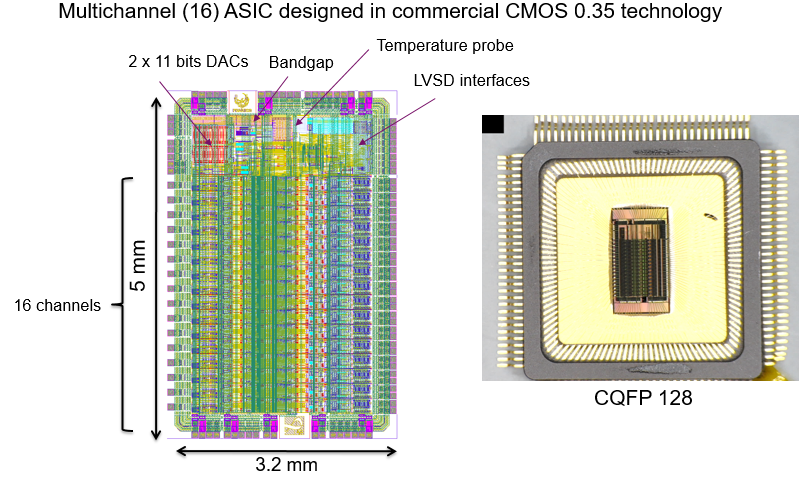 Multichannel (16) ASIC designed in commercial CMOS 0.35 technology
Temperature probe
2 x 11 bits DACs
Bandgap
LVSD interfaces
5 mm
16 channels
CQFP 128
3.2 mm